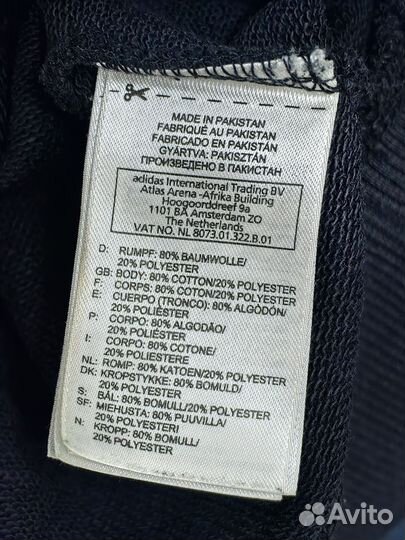 MADE IN PAKISTAN
FABRIQUÉ AU PAKISTAN
FABRICADO EN PAKISTÁN
GYÁRTVA: PAKISZTÁN
ПРОИЗВЕДЕНО В ПАКИСТАН
adidas International Trading BV
Atlas Arena -Afrika Building
Hoogoorddreef 9a
1101 BA Amsterdam ZO
The Netherlands
VAT NO. NL 8073.01.322.B.01
D: RUMPF: 80% BAUMWOLLE/
20% POLYESTER
GB: BODY: 80% COTTON/20% POLYESTER
F: CORPS: 80% COTON/20% POLYESTER
E: CUERPO (TRONCO): 80% ALGODÓN/
20% POLIÉSTER
P: CORPO: 80% ALGODÃO/
20% POLIÉSTER
I: CORPO: 80% COTONE/
20% POLIESTERE
NL: ROMP: 80% KATOEN/20% POLYESTER
DK: KROPSTYKKE: 80% BOMULD/
20% POLYESTER
S: BÅL: 80% BOMULL/20% POLYESTER
SF: MIEHUSTA: 80% PUUVILLA/
20% POLYESTERI
N: KROPP: 80% BOMULL/
20% POLYESTER
Avito